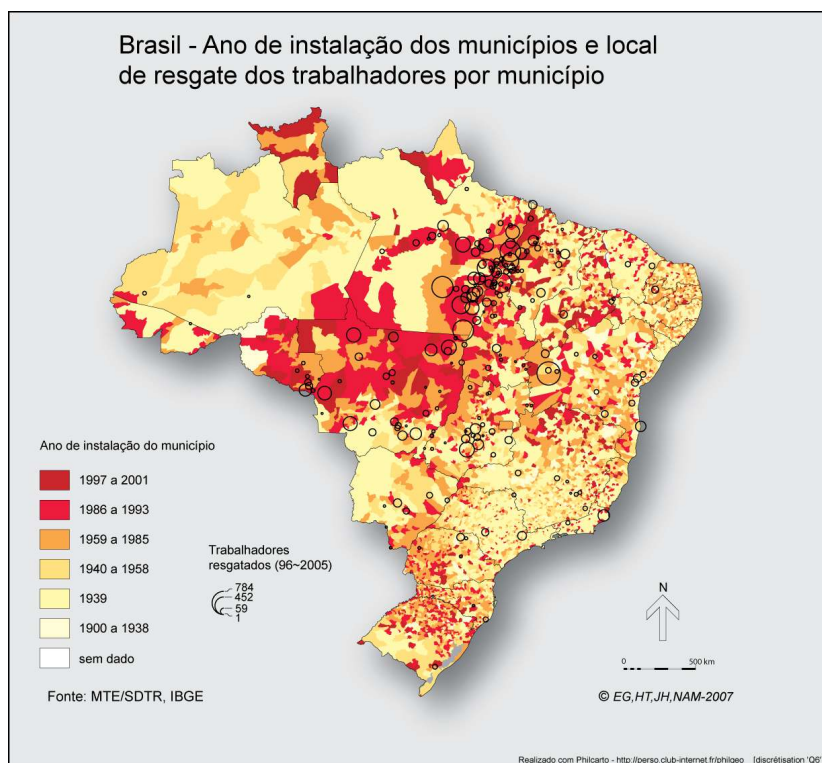 Brasil - Ano de instalação dos municípios e local
de resgate dos trabalhadores por município
Ano de instalação do município
1997 a 2001
1986 a 1993
1959 a 1985
1940 a 1958
1939
1900 a 1938
sem dado
Trabalhadores
resgatados (96~2005)
784
452
59
1
N
0 500 km
Fonte: MTE/SDTR, IBGE
© EG,HT,JH,NAM-2007
Realizado com Philcarto - http://perso.club-internet.fr/philgeo [discrétisation 'Q6'